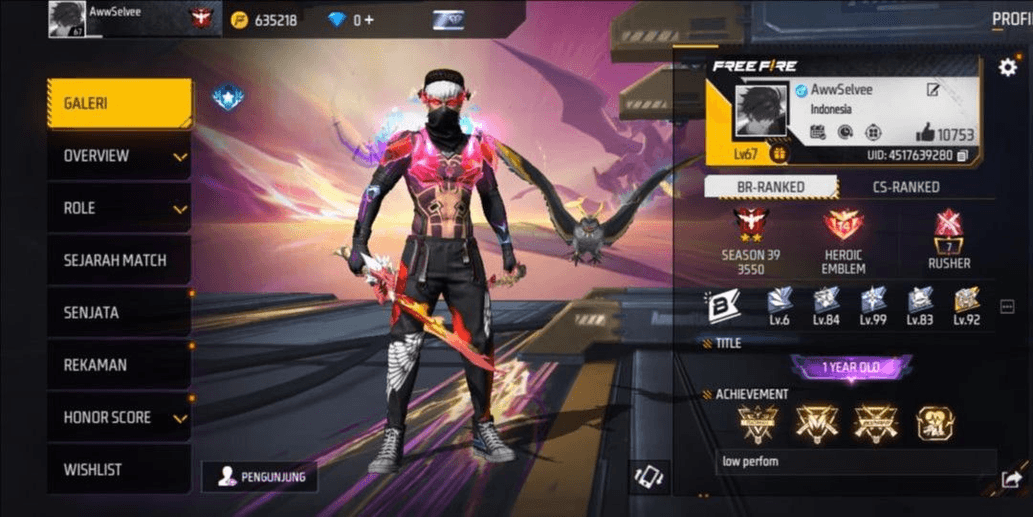 AwwSelvee
67
635218
0 +
PROFI
GALERI
OVERVIEW
ROLE
SEJARAH MATCH
SENJATA
REKAMAN
HONOR SCORE
WISHLIST
PENGUNJUNG
FREE FIRE
AwwSelvee
Indonesia
10753
Lv67
UID: 4517639280
BR-RANKED
CS-RANKED
14
7
SEASON 39
3550
HEROIC
EMBLEM
RUSHER
B
Lv.6
Lv.84
Lv.99
Lv.83
Lv.92
TITLE
1 YEAR OLD
ACHIEVEMENT
low perfom